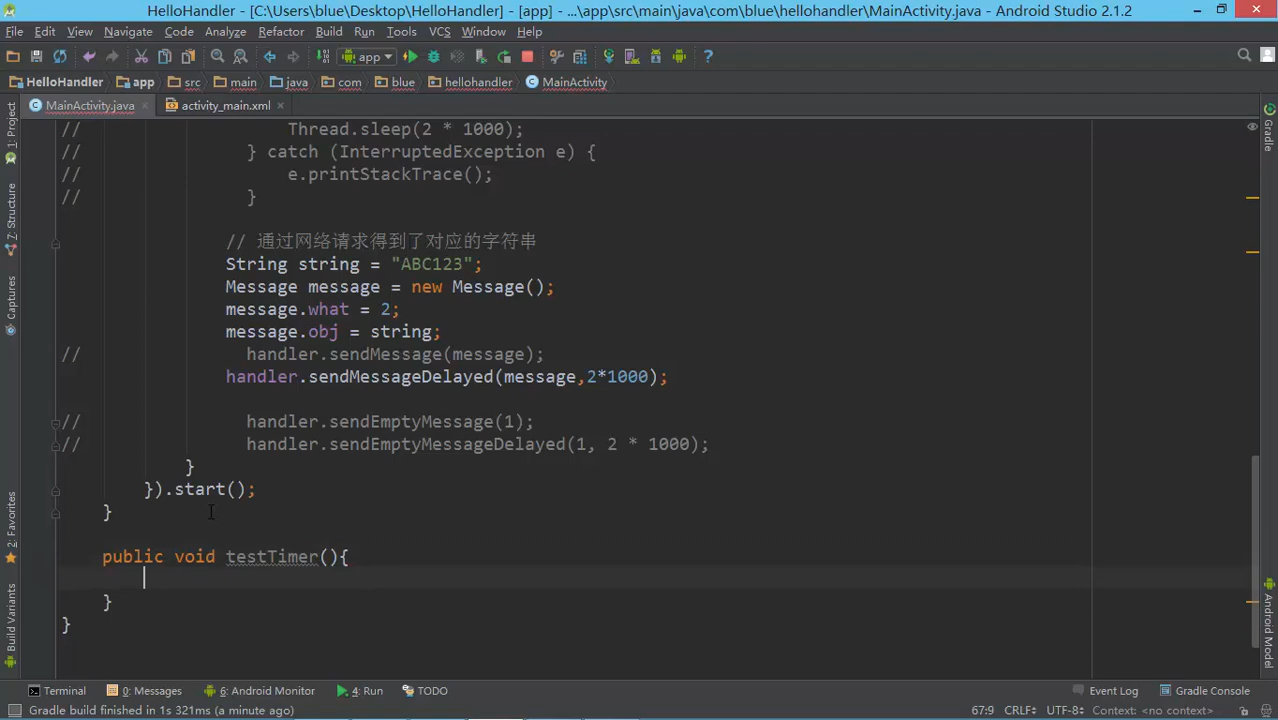 HelloHandler - [C:\Users\blue\Desktop\HelloHandler] - [app] - ...\app\src\main\java\com\blue\hellohandler\MainActivity.java - Android Studio 2.1.2
File Edit View Navigate Code Analyze Refactor Build Run Tools VCS Window Help
app
HelloHandler app src main java com blue hellohandler MainActivity
MainActivity.java activity_main.xml
// Thread.sleep(2 * 1000);
// } catch (InterruptedException e) {
// e.printStackTrace();
// }
// 通过网络请求得到了对应的字符串
String string = "ABC123";
Message message = new Message();
message.what = 2;
message.obj = string;
// handler.sendMessage(message);
handler.sendMessageDelayed(message,2*1000);
// handler.sendEmptyMessage(1);
// handler.sendEmptyMessageDelayed(1, 2 * 1000);
}
}).start();
}
public void testTimer(){
}
}
1: Project
7: Structure
Captures
2: Favorites
Build Variants
Gradle
Android Model
Terminal 0: Messages 6: Android Monitor 4: Run TODO Event Log Gradle Console
Gradle build finished in 1s 321ms (a minute ago) 67:9 CRLF÷ UTF-8÷ Context: <no context>